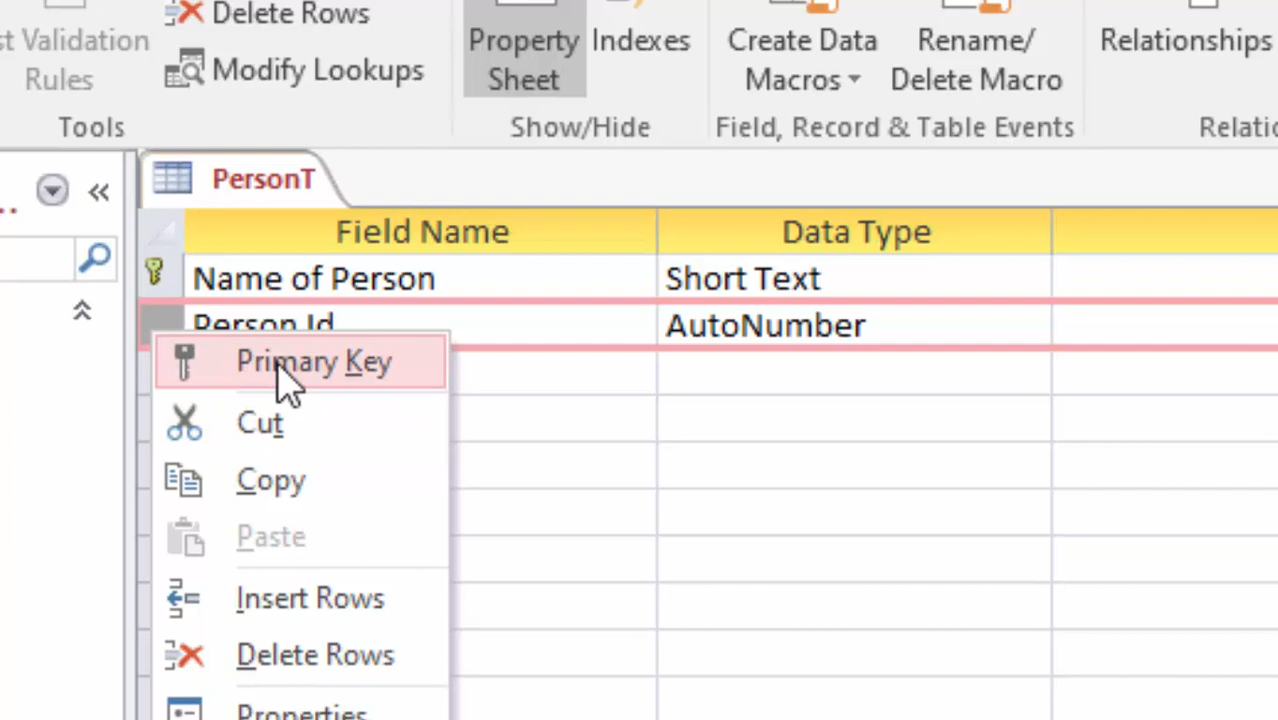 Delete Rows
st Validation
Rules
Modify Lookups
Property
Sheet
Indexes
Create Data
Macros
Rename/
Delete Macro
Relationships
Tools
Show/Hide
Field, Record & Table Events
Relatio
PersonT
Field Name
Data Type
Name of Person
Short Text
Person Id
AutoNumber
Primary Key
Cut
Copy
Paste
Insert Rows
Delete Rows
Properties